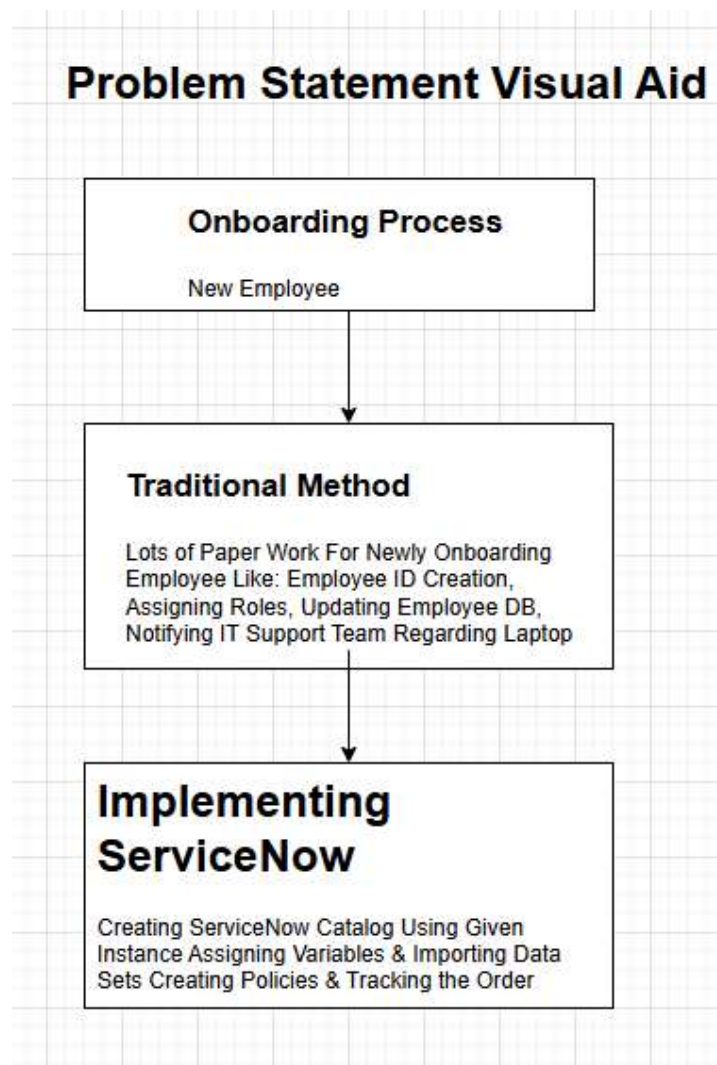 Problem Statement Visual Aid
Onboarding Process
New Employee
Traditional Method
Lots of Paper Work For Newly Onboarding
Employee Like: Employee ID Creation,
Assigning Roles, Updating Employee DB,
Notifying IT Support Team Regarding Laptop
Implementing
ServiceNow
Creating ServiceNow Catalog Using Given
Instance Assigning Variables & Importing Data
Sets Creating Policies & Tracking the Order